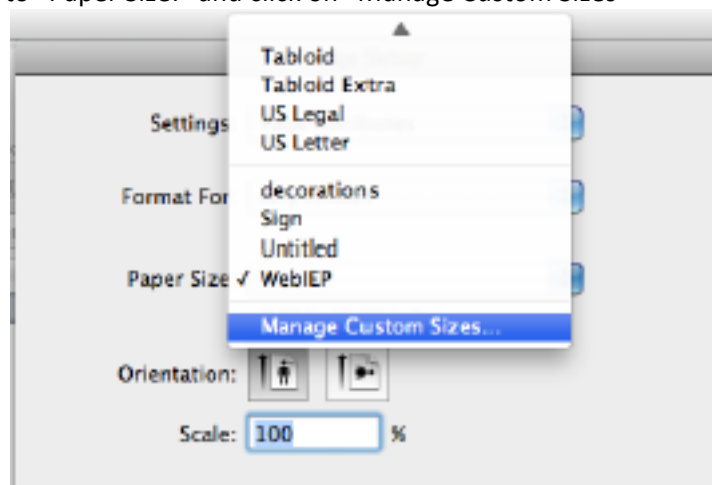 to "Paper Size:" and click on "Manage Custom Sizes"
Tabloid
Tabloid Extra
Settings
US Legal
US Letter
Format For
decorations
Sign
Untitled
Paper Size ✓ WebIEP
Manage Custom Sizes...
Orientation:
Scale: 100 %